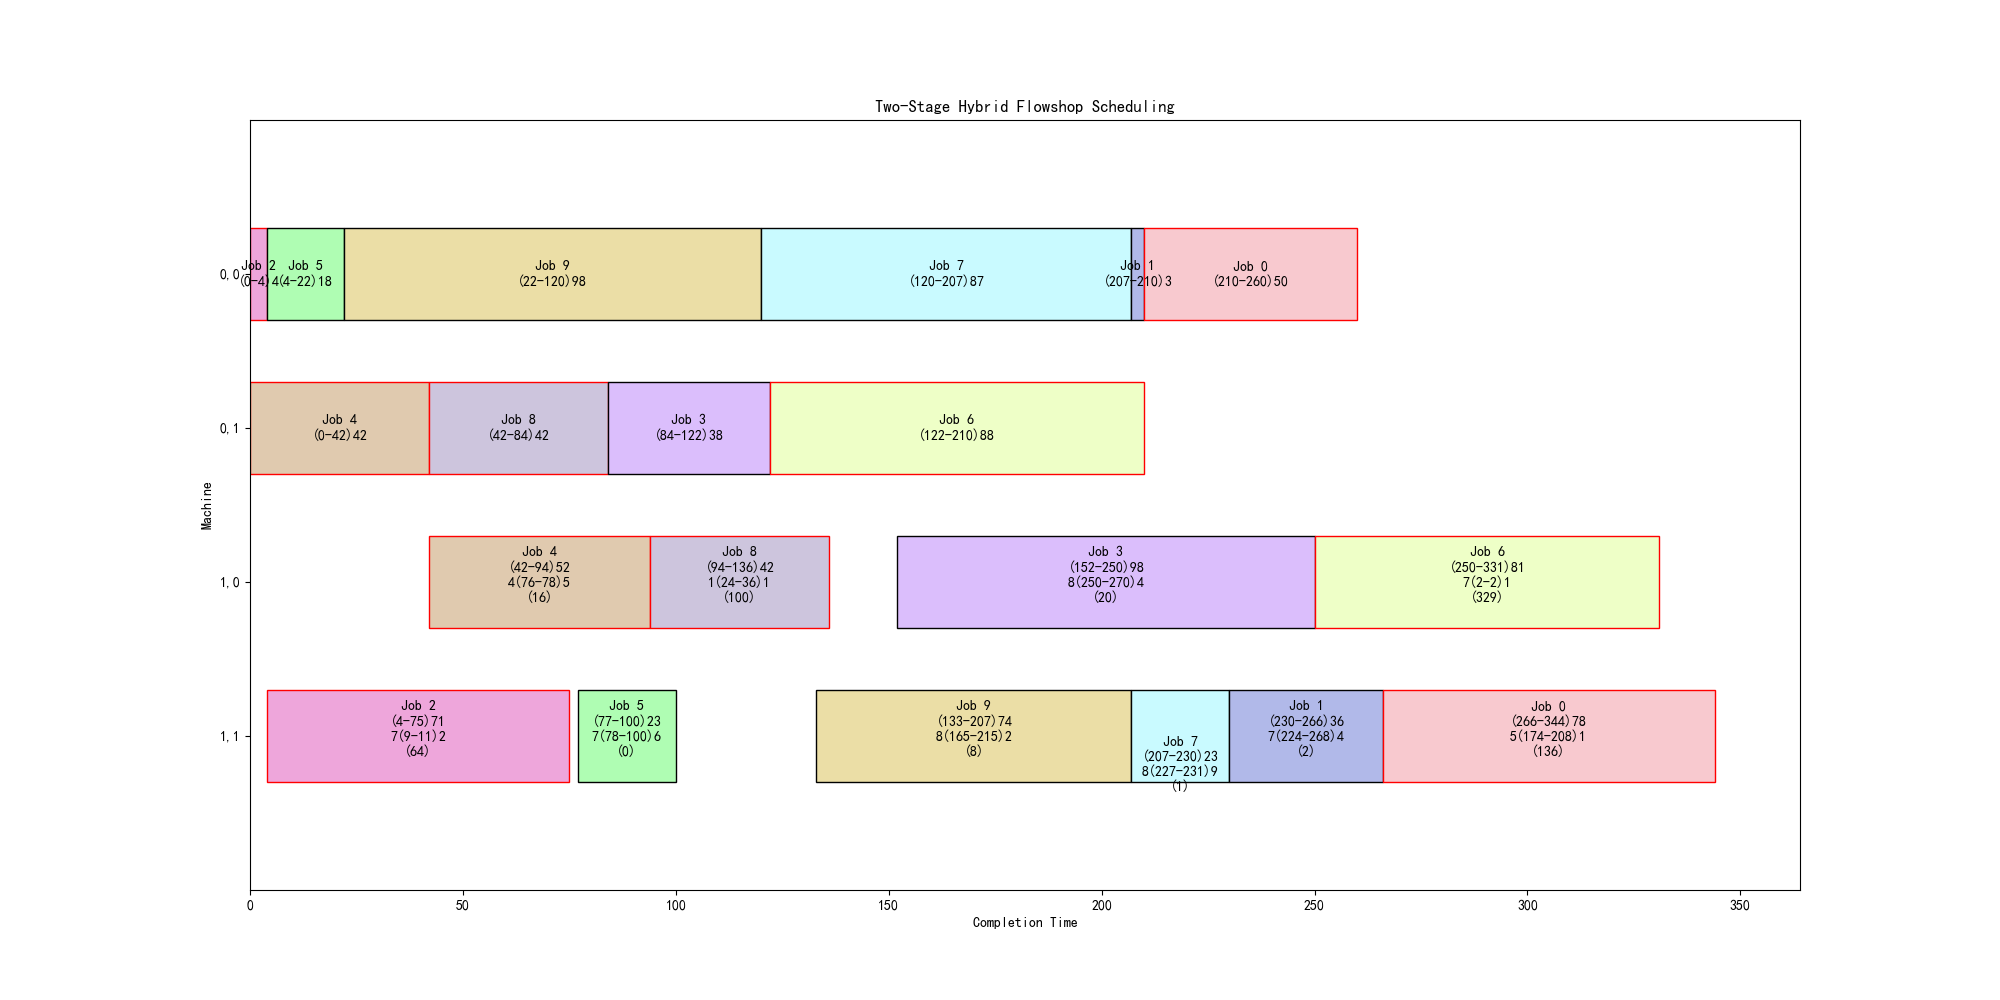 Two-Stage Hybrid Flowshop Scheduling
0,0
Job 2
(0-4)4
Job 5
(4-22)18
Job 9
(22-120)98
Job 7
(120-207)87
Job 1
(207-210)3
Job 0
(210-260)50
0,1
Job 4
(0-42)42
Job 8
(42-84)42
Job 3
(84-122)38
Job 6
(122-210)88
Machine
1,0
Job 4
(42-94)52
4(76-78)5
(16)
Job 8
(94-136)42
1(24-36)1
(100)
Job 3
(152-250)98
8(250-270)4
(20)
Job 6
(250-331)81
7(2-2)1
(329)
1,1
Job 2
(4-75)71
7(9-11)2
(64)
Job 5
(77-100)23
7(78-100)6
(0)
Job 9
(133-207)74
8(165-215)2
(8)
Job 7
(207-230)23
8(227-231)9
(1)
Job 1
(230-266)36
7(224-268)4
(2)
Job 0
(266-344)78
5(174-208)1
(136)
0 50 100 150 200 250 300 350
Completion Time